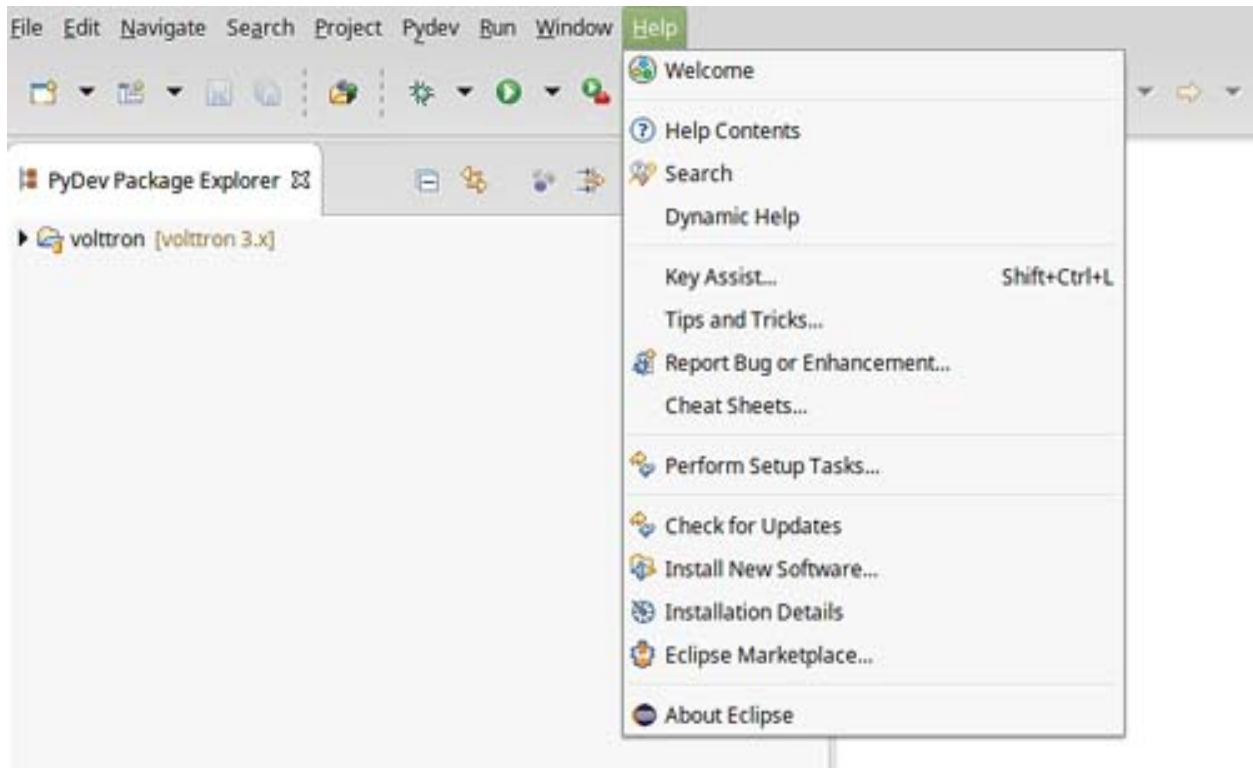 File Edit Navigate Search Project Pydev Run Window Help
Welcome
Help Contents
PyDev Package Explorer
Search
Dynamic Help
volttron [volttron 3.x]
Key Assist... Shift+Ctrl+L
Tips and Tricks...
Report Bug or Enhancement...
Cheat Sheets...
Perform Setup Tasks...
Check for Updates
Install New Software...
Installation Details
Eclipse Marketplace...
About Eclipse